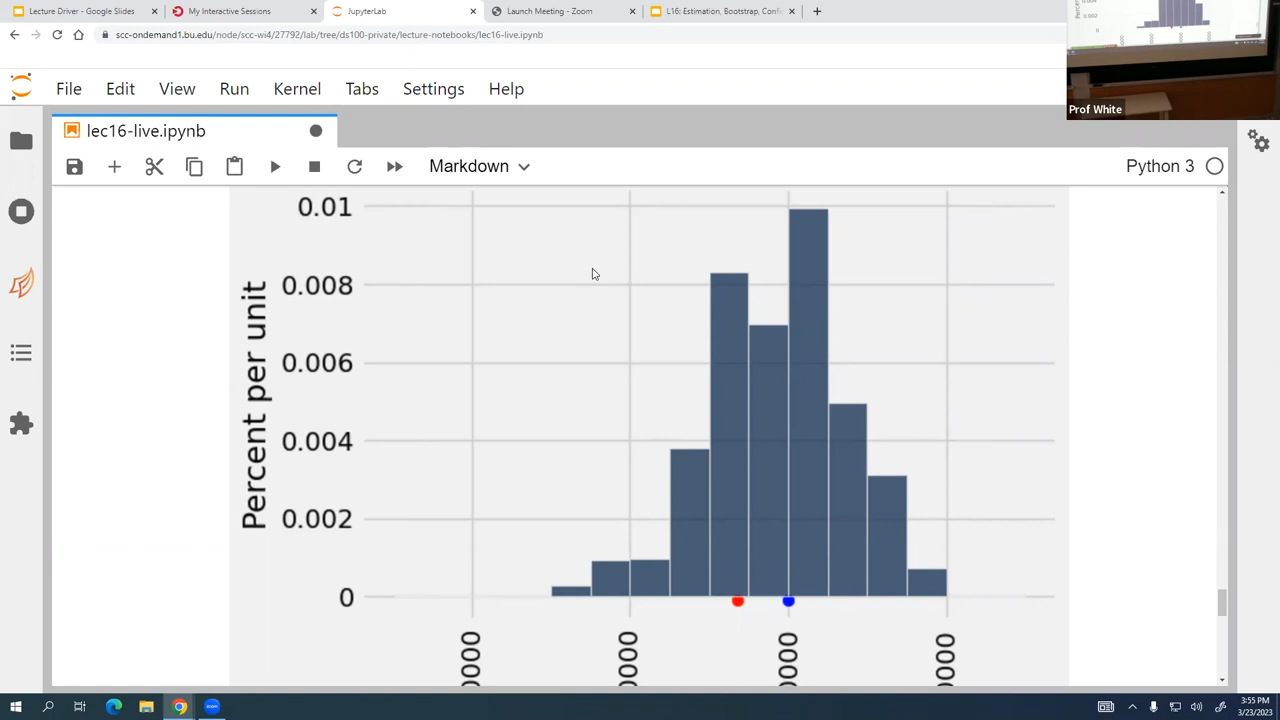 Lecture Driver - Google Slides
My Interactive Sessions
JupyterLab
Launch Meeting - Zoom
L16: Estimation, Bootstrap, Conf
scc-ondemand1.bu.edu/node/scc-wi4/27792/lab/tree/ds100-private/lecture-notebooks/lec16-live.ipynb
Prof White
File Edit View Run Kernel Tabs Settings Help
lec16-live.ipynb
Markdown
Python 3
0.01
0.008
0.006
0.004
0.002
0
Percent per unit
3:55 PM
3/23/2023